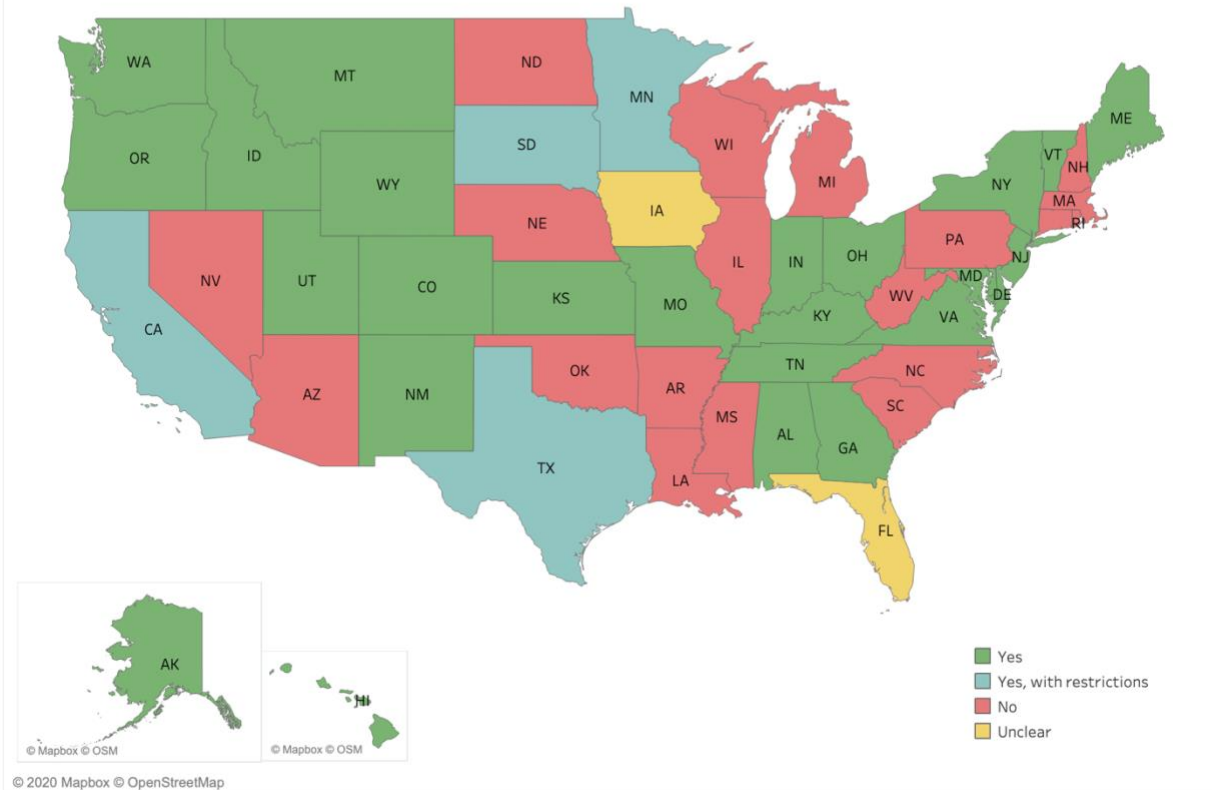 WA
MT
ND
MN
OR
ID
WY
SD
WI
MI
ME
VT
NH
NY
MA
RI
IA
NE
PA
NJ
NV
UT
CO
IL
IN
OH
MD
DE
WV
VA
KS
MO
KY
CA
AZ
NM
OK
AR
TN
NC
SC
MS
AL
GA
TX
LA
FL
AK
HI
© Mapbox © OSM
© Mapbox © OSM
Yes
Yes, with restrictions
No
Unclear
© 2020 Mapbox © OpenStreetMap